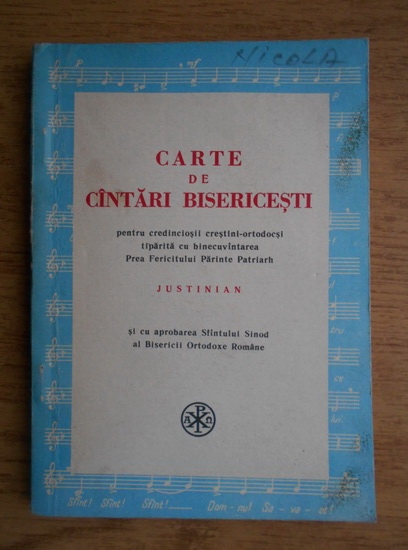 NICOLA
CARTE
DE
CÎNTĂRI BISERICEȘTI
pentru credincioșii creștini-ortodocși
tipărită cu binecuvîntarea
Prea Fericitului Părinte Patriarh
JUSTINIAN
și cu aprobarea Sfîntului Sinod
al Bisericii Ortodoxe Romîne
Sfînt! Sfînt! Sfînt! Dom - nul Sa - va - ot!